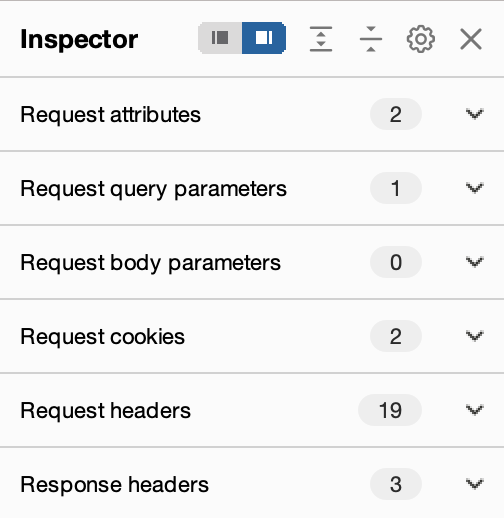 Inspector
Request attributes 2
Request query parameters 1
Request body parameters 0
Request cookies 2
Request headers 19
Response headers 3